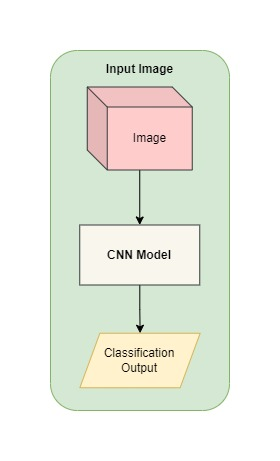 Input Image
Image
CNN Model
Classification
Output